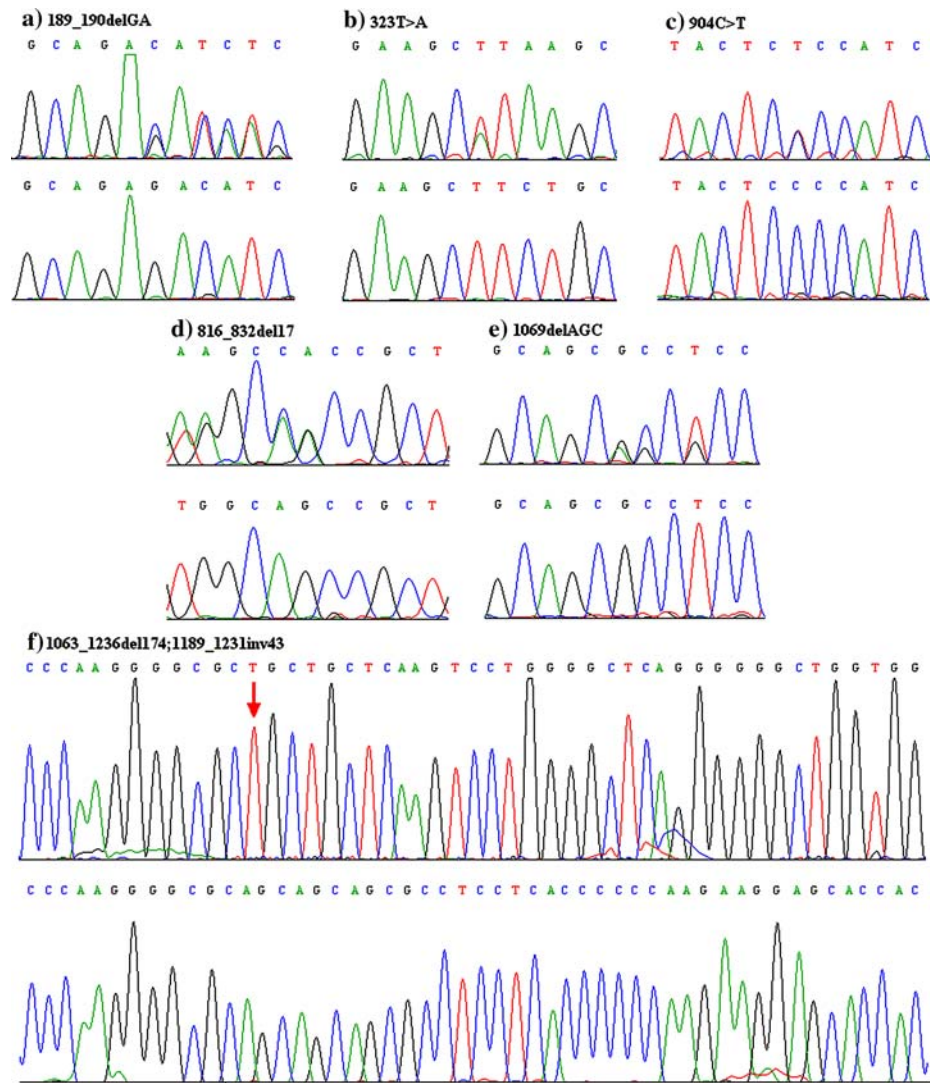 a) 189_190delGA b) 323T>A c) 904C>T
G C A G A C A T C T C G A A G C T T A A G C T A C T C T C C A T C
G C A G A G A C A T C G A A G C T T C T G C T A C T C C C C A T C
d) 816_832del17 e) 1069delAGC
A A G C C A C C G C T G C A G C G C C T C C
T G G C A G C C G C T G C A G C G C C T C C
f) 1063_1236del174;1189_1231inv43
C C C A A G G G G C G C T G C T G C T C A A G T C C T G G G G C T C A G G G G G G C T G G T G G
C C C A A G G G G C G C A G C A G C A G C G C C T C C T C A C C C C C C A A G A A G G A G C A C C A C